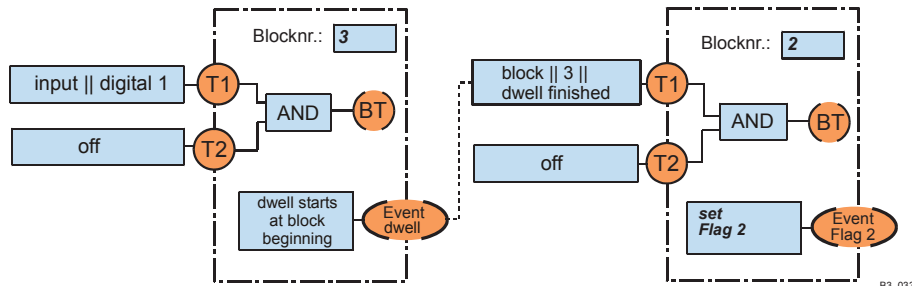 Blocknr.: 3
input || digital 1
T1
AND
BT
off
T2
dwell starts
at block
beginning
Event
dwell
Blocknr.: 2
block || 3 ||
dwell finished
T1
AND
BT
off
T2
set
Flag 2
Event
Flag 2